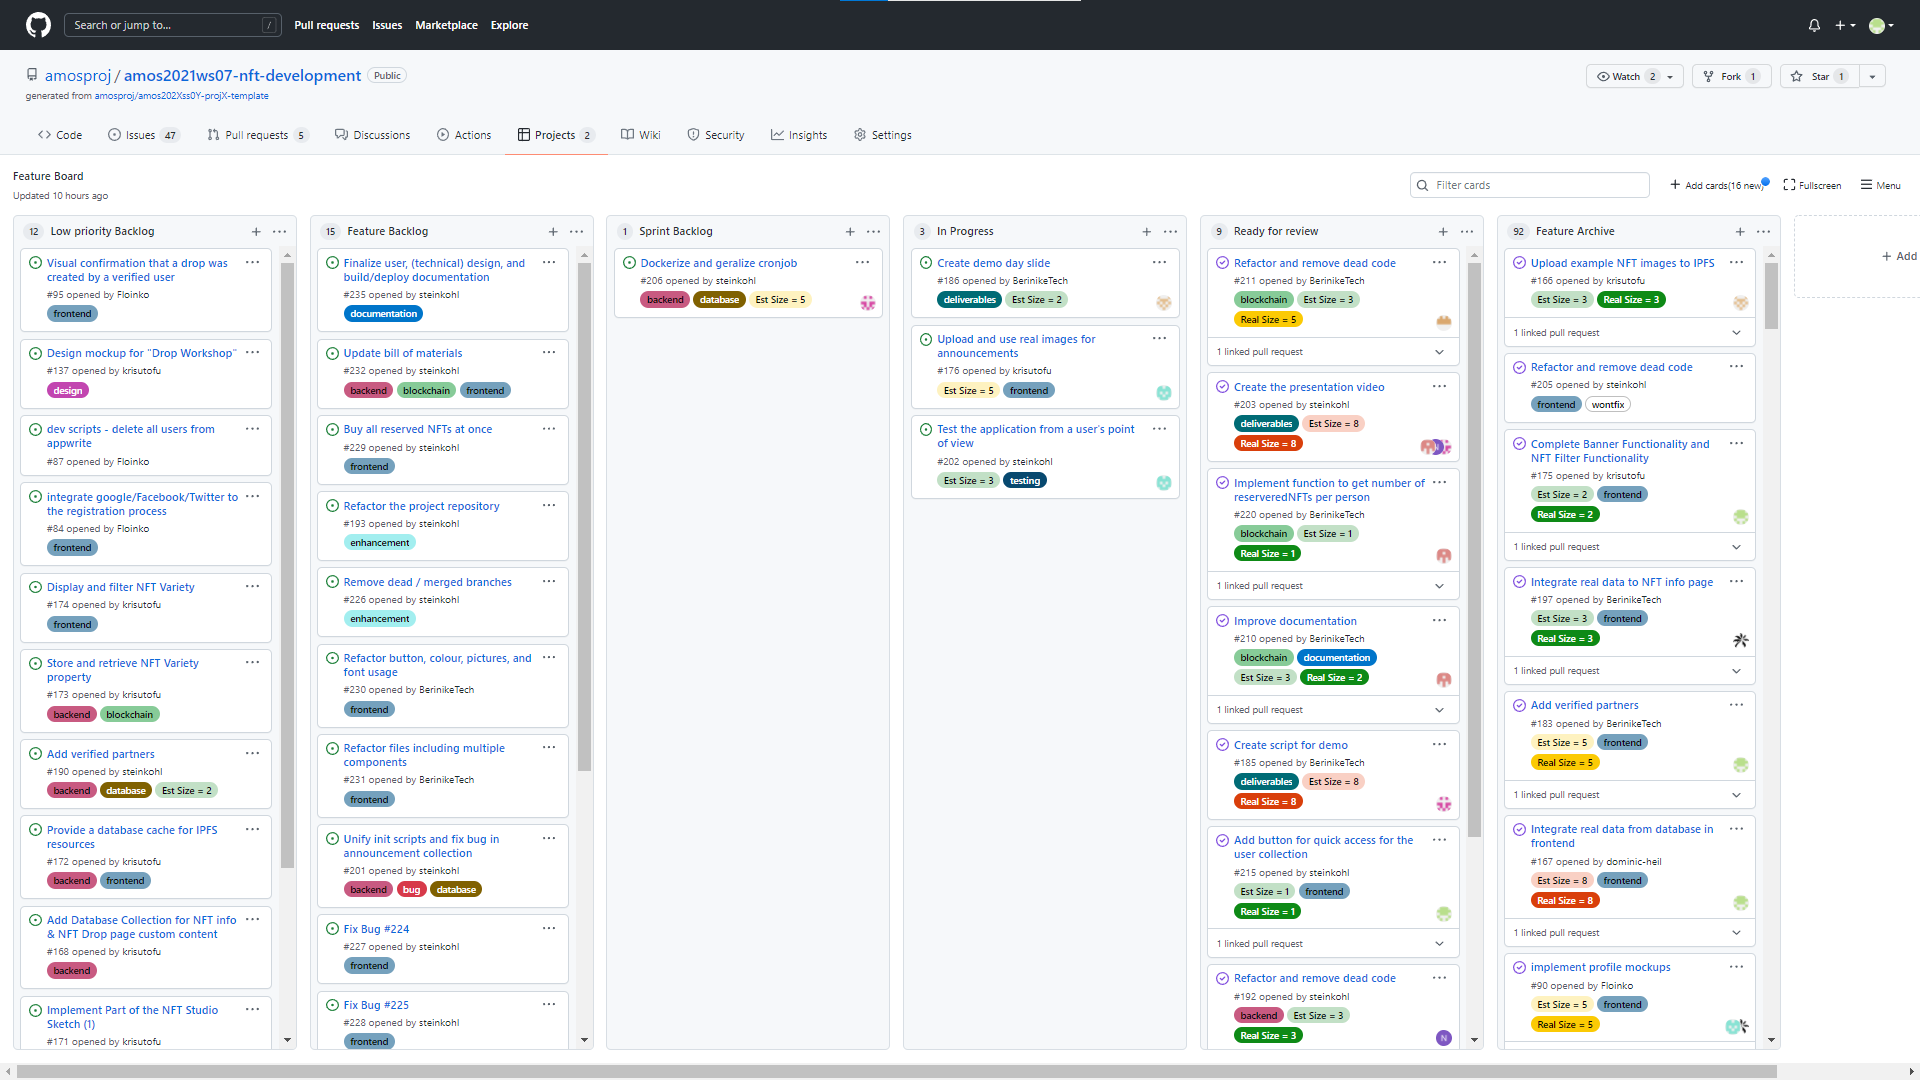 Search or jump to... /
Pull requests Issues Marketplace Explore
amosproj / amos2021ws07-nft-development Public
generated from amosproj/amos202Xss0Y-projX-template
Watch 2 Fork 1 Star 1
Code Issues 47 Pull requests 5 Discussions Actions Projects 2 Wiki Security Insights Settings
Feature Board
Updated 10 hours ago
Filter cards
Add cards(16 new) Fullscreen Menu
12 Low priority Backlog
Visual confirmation that a drop was
created by a verified user
#95 opened by Floinko
frontend
Design mockup for "Drop Workshop"
#137 opened by krisutofu
design
dev scripts - delete all users from
appwrite
#87 opened by Floinko
integrate google/Facebook/Twitter to
the registration process
#84 opened by Floinko
frontend
Display and filter NFT Variety
#174 opened by krisutofu
frontend
Store and retrieve NFT Variety
property
#173 opened by krisutofu
backend blockchain
Add verified partners
#190 opened by steinkohl
backend database Est Size = 2
Provide a database cache for IPFS
resources
#172 opened by krisutofu
backend frontend
Add Database Collection for NFT info
& NFT Drop page custom content
#168 opened by krisutofu
backend
Implement Part of the NFT Studio
Sketch (1)
#171 opened by krisutofu
15 Feature Backlog
Finalize user, (technical) design, and
build/deploy documentation
#235 opened by steinkohl
documentation
Update bill of materials
#232 opened by steinkohl
backend blockchain frontend
Buy all reserved NFTs at once
#229 opened by steinkohl
frontend
Refactor the project repository
#193 opened by steinkohl
enhancement
Remove dead / merged branches
#226 opened by steinkohl
enhancement
Refactor button, colour, pictures, and
font usage
#230 opened by BerinikeTech
frontend
Refactor files including multiple
components
#231 opened by BerinikeTech
frontend
Unify init scripts and fix bug in
announcement collection
#201 opened by steinkohl
backend bug database
Fix Bug #224
#227 opened by steinkohl
frontend
Fix Bug #225
#228 opened by steinkohl
frontend
1 Sprint Backlog
Dockerize and geralize cronjob
#206 opened by steinkohl
backend database Est Size = 5
3 In Progress
Create demo day slide
#186 opened by BerinikeTech
deliverables Est Size = 2
Upload and use real images for
announcements
#176 opened by krisutofu
Est Size = 5 frontend
Test the application from a user's point
of view
#202 opened by steinkohl
Est Size = 3 testing
9 Ready for review
Refactor and remove dead code
#211 opened by BerinikeTech
blockchain Est Size = 3
Real Size = 5
1 linked pull request
Create the presentation video
#203 opened by steinkohl
deliverables Est Size = 8
Real Size = 8
N
Implement function to get number of
reserveredNFTs per person
#220 opened by BerinikeTech
blockchain Est Size = 1
Real Size = 1
1 linked pull request
Improve documentation
#210 opened by BerinikeTech
blockchain documentation
Est Size = 3 Real Size = 2
1 linked pull request
Create script for demo
#185 opened by BerinikeTech
deliverables Est Size = 8
Real Size = 8
Add button for quick access for the
user collection
#215 opened by steinkohl
Est Size = 1 frontend
Real Size = 1
1 linked pull request
Refactor and remove dead code
#192 opened by steinkohl
backend Est Size = 3
Real Size = 3
N
92 Feature Archive
Upload example NFT images to IPFS
#166 opened by krisutofu
Est Size = 3 Real Size = 3
1 linked pull request
Refactor and remove dead code
#205 opened by steinkohl
frontend wontfix
Complete Banner Functionality and
NFT Filter Functionality
#175 opened by krisutofu
Est Size = 2 frontend
Real Size = 2
1 linked pull request
Integrate real data to NFT info page
#197 opened by BerinikeTech
Est Size = 3 frontend
Real Size = 3
1 linked pull request
Add verified partners
#183 opened by BerinikeTech
Est Size = 5 frontend
Real Size = 5
1 linked pull request
Integrate real data from database in
frontend
#167 opened by dominic-heil
Est Size = 8 frontend
Real Size = 8
1 linked pull request
implement profile mockups
#90 opened by Floinko
Est Size = 5 frontend
Real Size = 5
Add